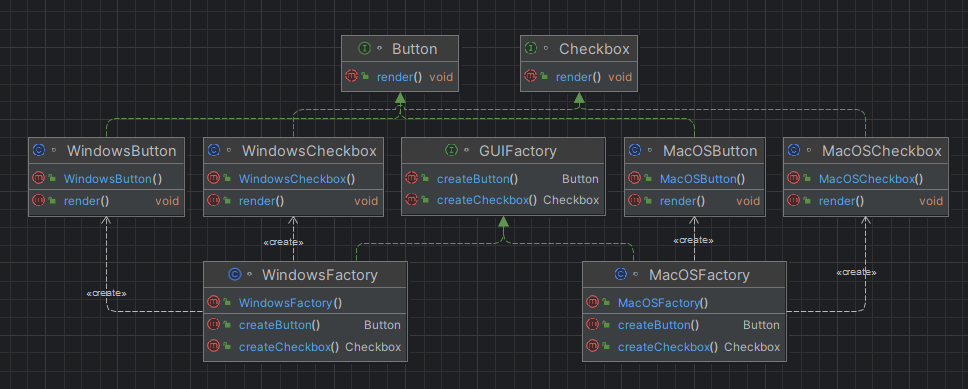 Button
render() void
Checkbox
render() void
WindowsButton
WindowsButton()
render() void
WindowsCheckbox
WindowsCheckbox()
render() void
GUIFactory
createButton() Button
createCheckbox() Checkbox
MacOSButton
MacOSButton()
render() void
MacOSCheckbox
MacOSCheckbox()
render() void
«create»
«create»
«create»
«create»
WindowsFactory
WindowsFactory()
createButton() Button
createCheckbox() Checkbox
MacOSFactory
MacOSFactory()
createButton() Button
createCheckbox() Checkbox